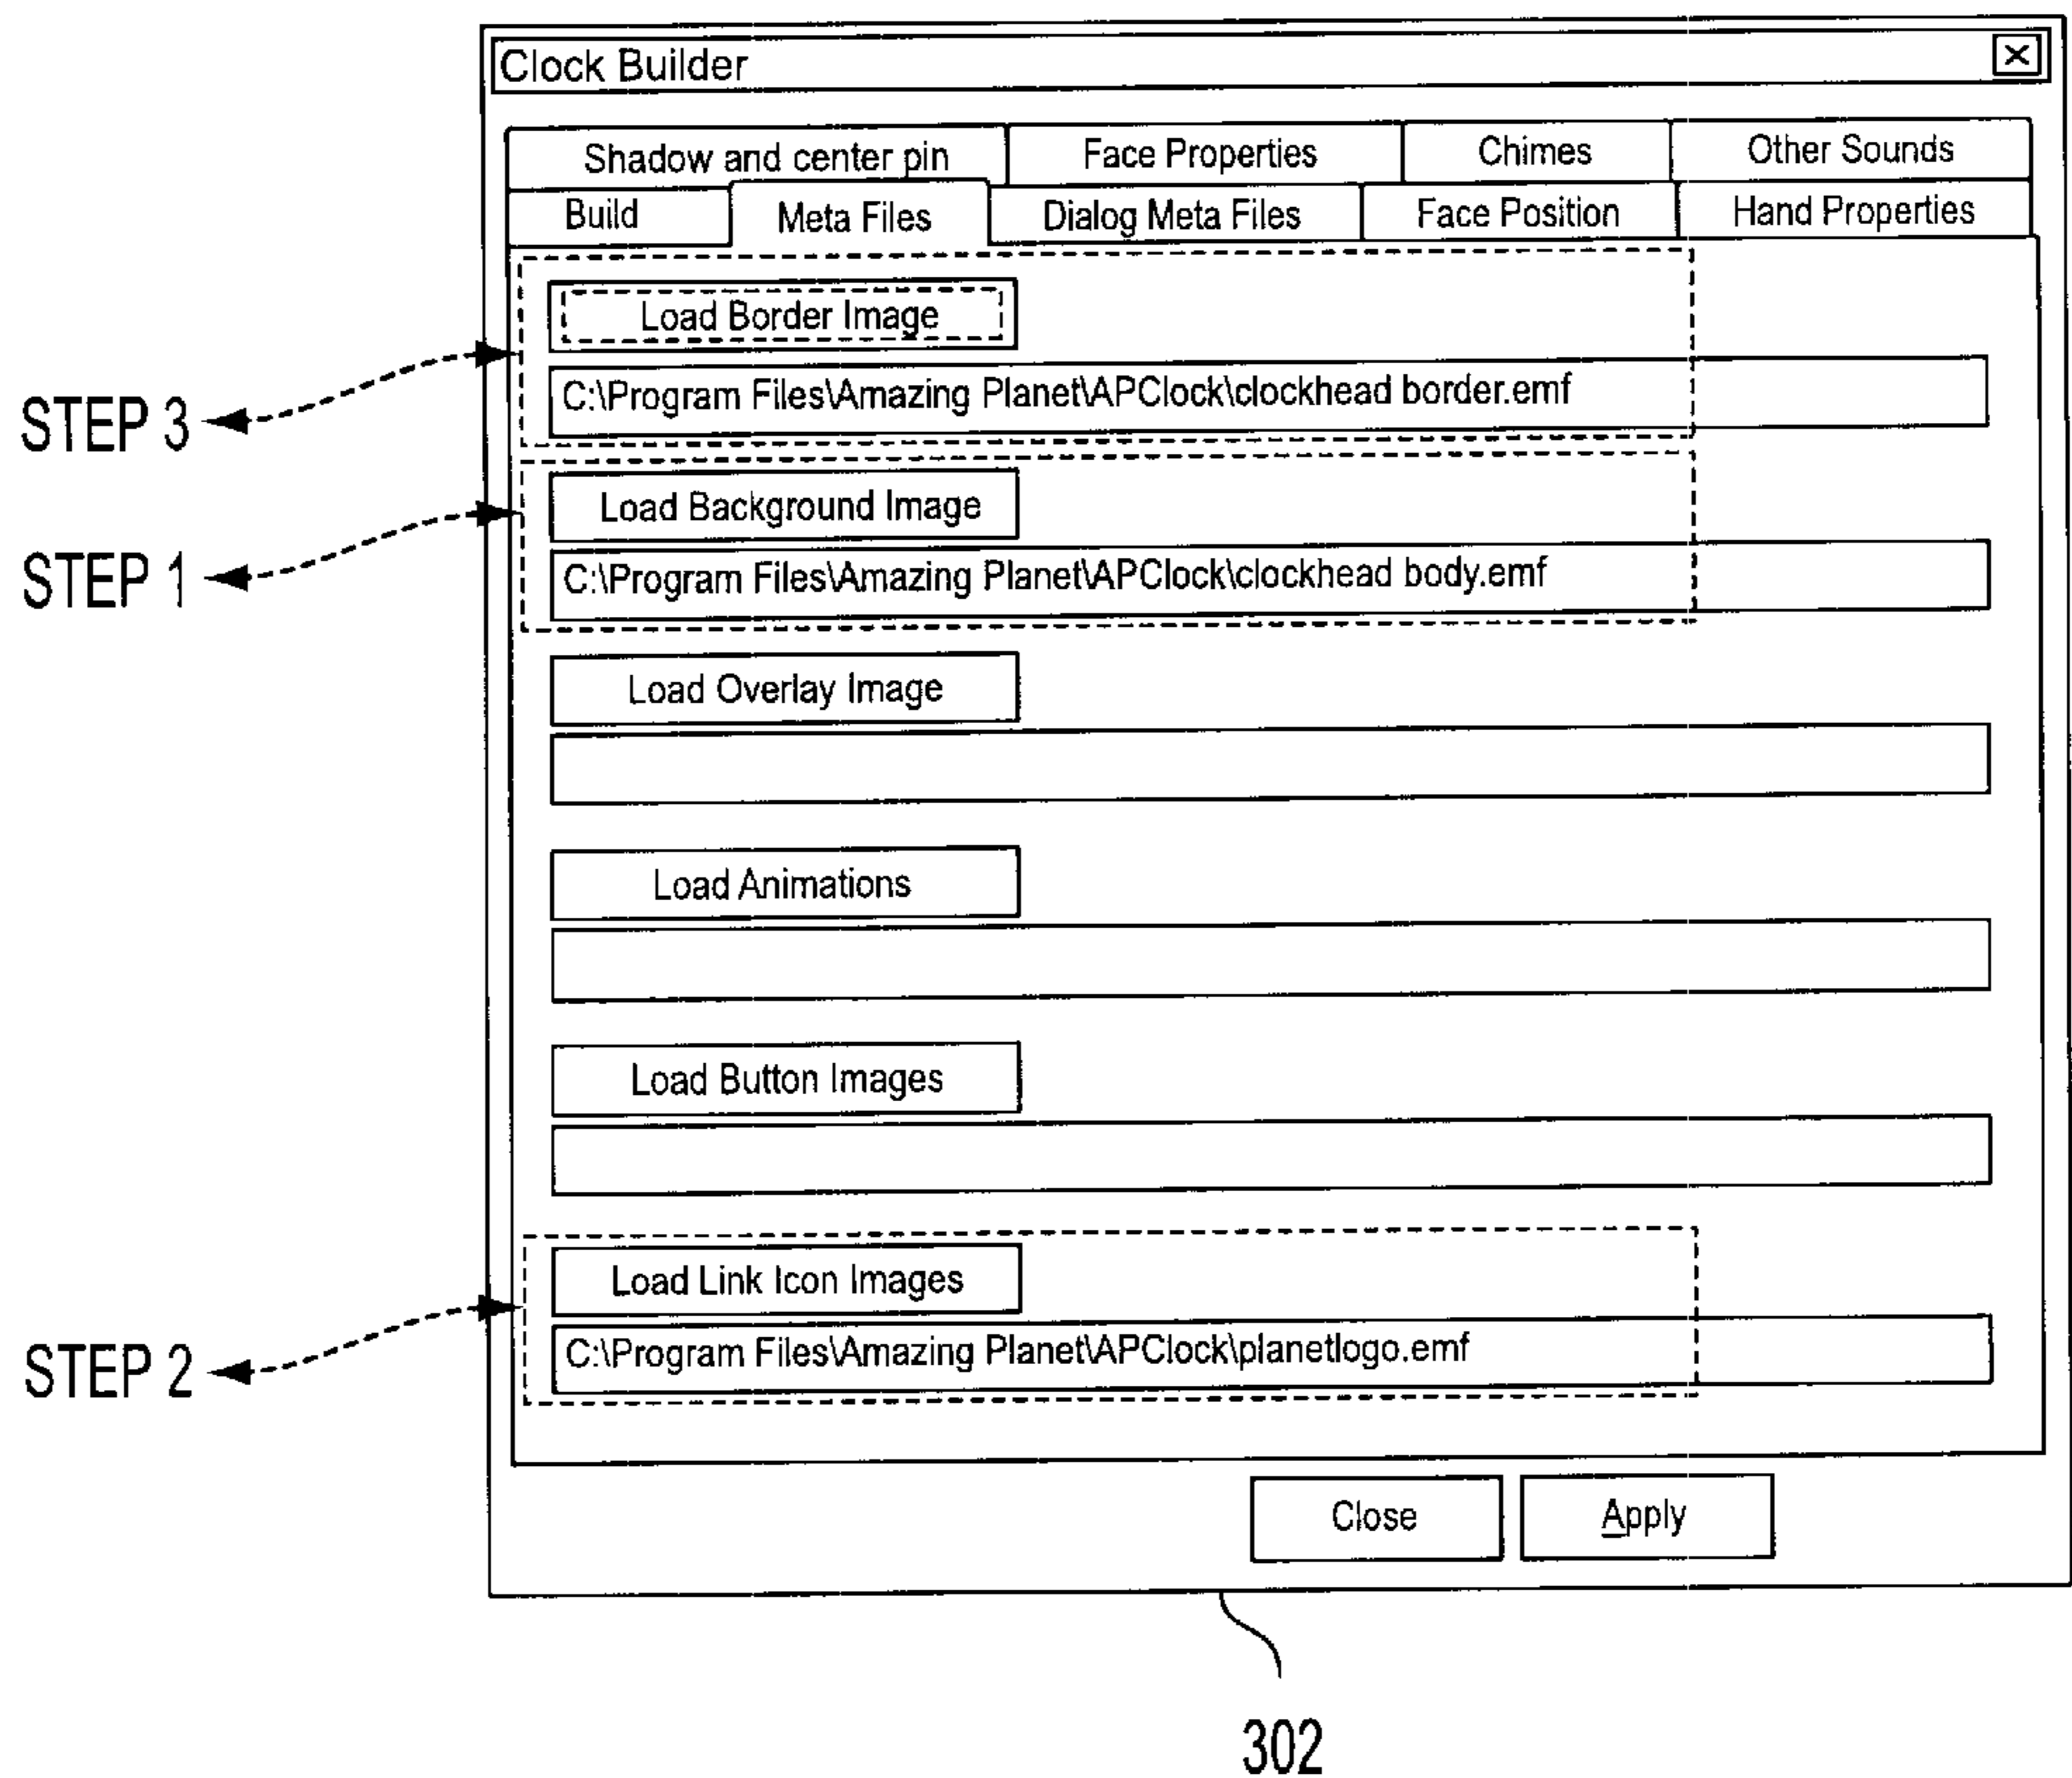 Clock Builder
Shadow and center pin Face Properties Chimes Other Sounds
Build Meta Files Dialog Meta Files Face Position Hand Properties
Load Border Image
STEP 3
C:\Program Files\Amazing Planet\APClock\clockhead border.emf
Load Background Image
STEP 1
C:\Program Files\Amazing Planet\APClock\clockhead body.emf
Load Overlay Image
Load Animations
Load Button Images
Load Link Icon Images
STEP 2
C:\Program Files\Amazing Planet\APClock\planetlogo.emf
Close Apply
302